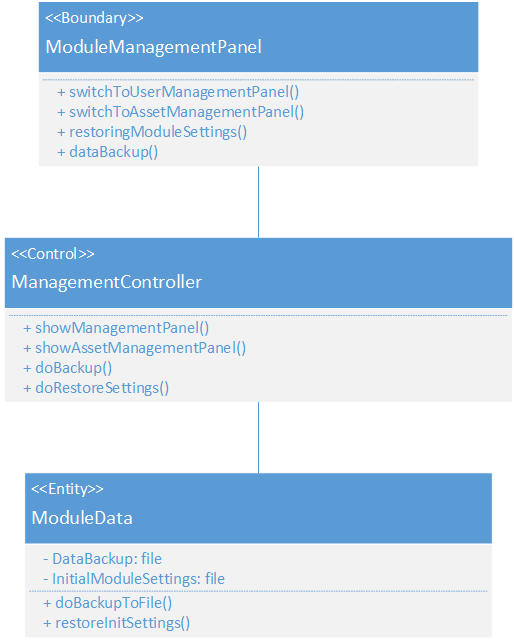 <<Boundary>>
ModuleManagementPanel
+ switchToUserManagementPanel()
+ switchToAssetManagementPanel()
+ restoringModuleSettings()
+ dataBackup()
<<Control>>
ManagementController
+ showManagementPanel()
+ showAssetManagementPanel()
+ doBackup()
+ doRestoreSettings()
<<Entity>>
ModuleData
- DataBackup: file
- InitialModuleSettings: file
+ doBackupToFile()
+ restoreInitSettings()